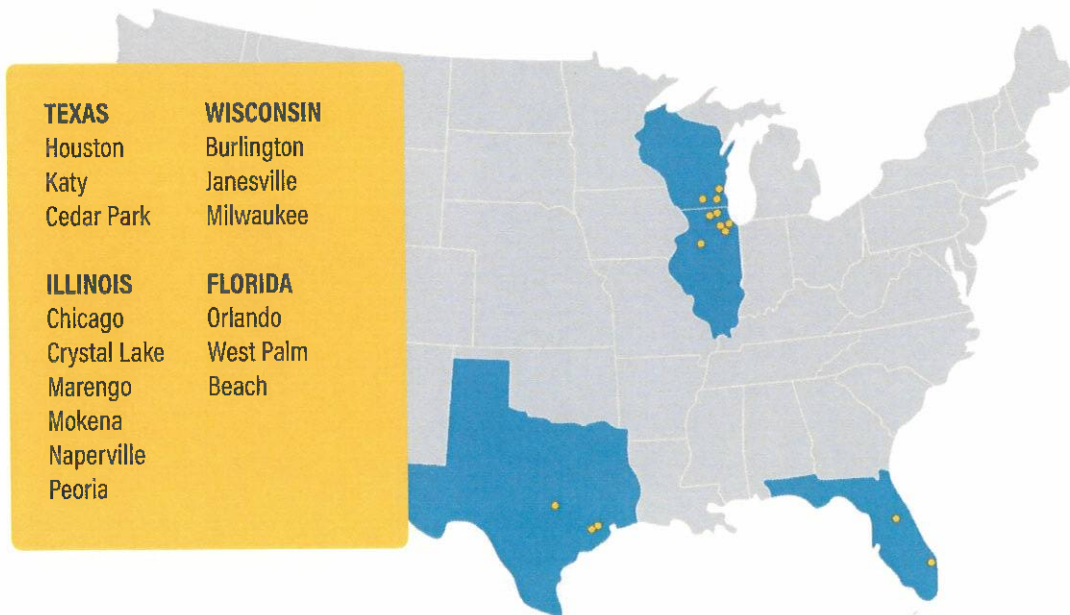 TEXAS
Houston
Katy
Cedar Park
WISCONSIN
Burlington
Janesville
Milwaukee
ILLINOIS
Chicago
Crystal Lake
Marengo
Mokena
Naperville
Peoria
FLORIDA
Orlando
West Palm
Beach